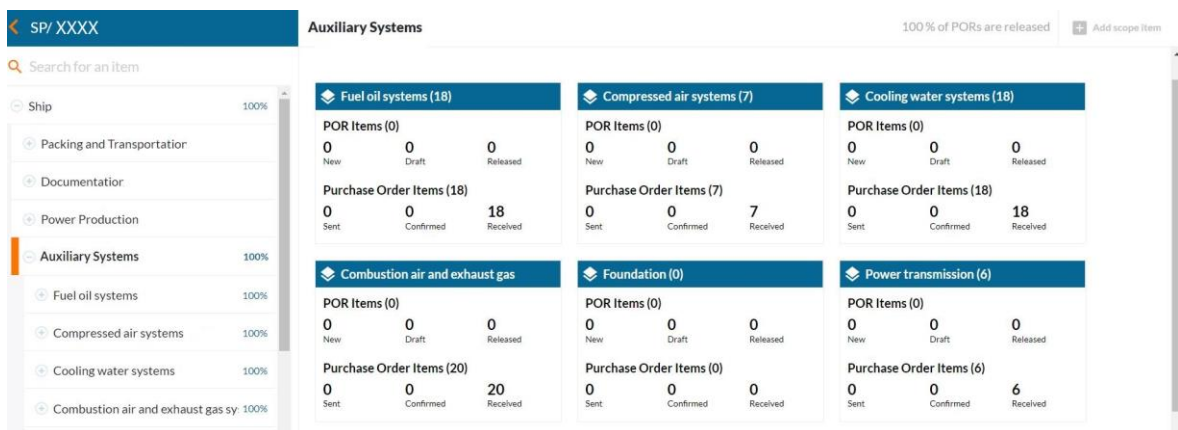 SP/ XXXX
Auxiliary Systems
100 % of PORs are released
Add scope item
Search for an item
Ship 100%
Packing and Transportation
Documentation
Power Production
Auxiliary Systems 100%
Fuel oil systems 100%
Compressed air systems 100%
Cooling water systems 100%
Combustion air and exhaust gas sy 100%
Fuel oil systems (18)
POR Items (0)
0 0 0
New Draft Released
Purchase Order Items (18)
0 0 18
Sent Confirmed Received
Compressed air systems (7)
POR Items (0)
0 0 0
New Draft Released
Purchase Order Items (7)
0 0 7
Sent Confirmed Received
Cooling water systems (18)
POR Items (0)
0 0 0
New Draft Released
Purchase Order Items (18)
0 0 18
Sent Confirmed Received
Combustion air and exhaust gas
POR Items (0)
0 0 0
New Draft Released
Purchase Order Items (20)
0 0 20
Sent Confirmed Received
Foundation (0)
POR Items (0)
0 0 0
New Draft Released
Purchase Order Items (0)
0 0 0
Sent Confirmed Received
Power transmission (6)
POR Items (0)
0 0 0
New Draft Released
Purchase Order Items (6)
0 0 6
Sent Confirmed Received